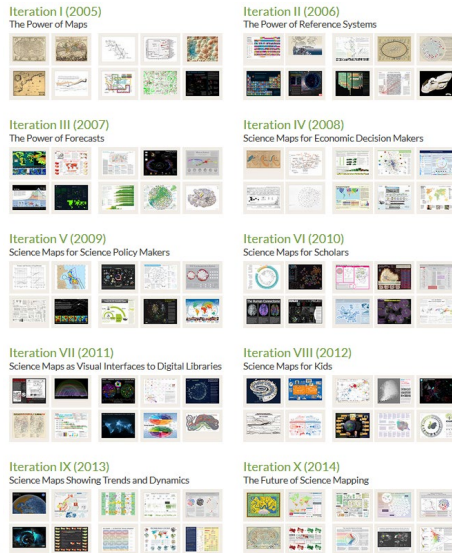 Iteration I (2005)
The Power of Maps
Iteration II (2006)
The Power of Reference Systems
Iteration III (2007)
The Power of Forecasts
Iteration IV (2008)
Science Maps for Economic Decision Makers
Iteration V (2009)
Science Maps for Science Policy Makers
Iteration VI (2010)
Science Maps for Scholars
Iteration VII (2011)
Science Maps as Visual Interfaces to Digital Libraries
Iteration VIII (2012)
Science Maps for Kids
Iteration IX (2013)
Science Maps Showing Trends and Dynamics
Iteration X (2014)
The Future of Science Mapping